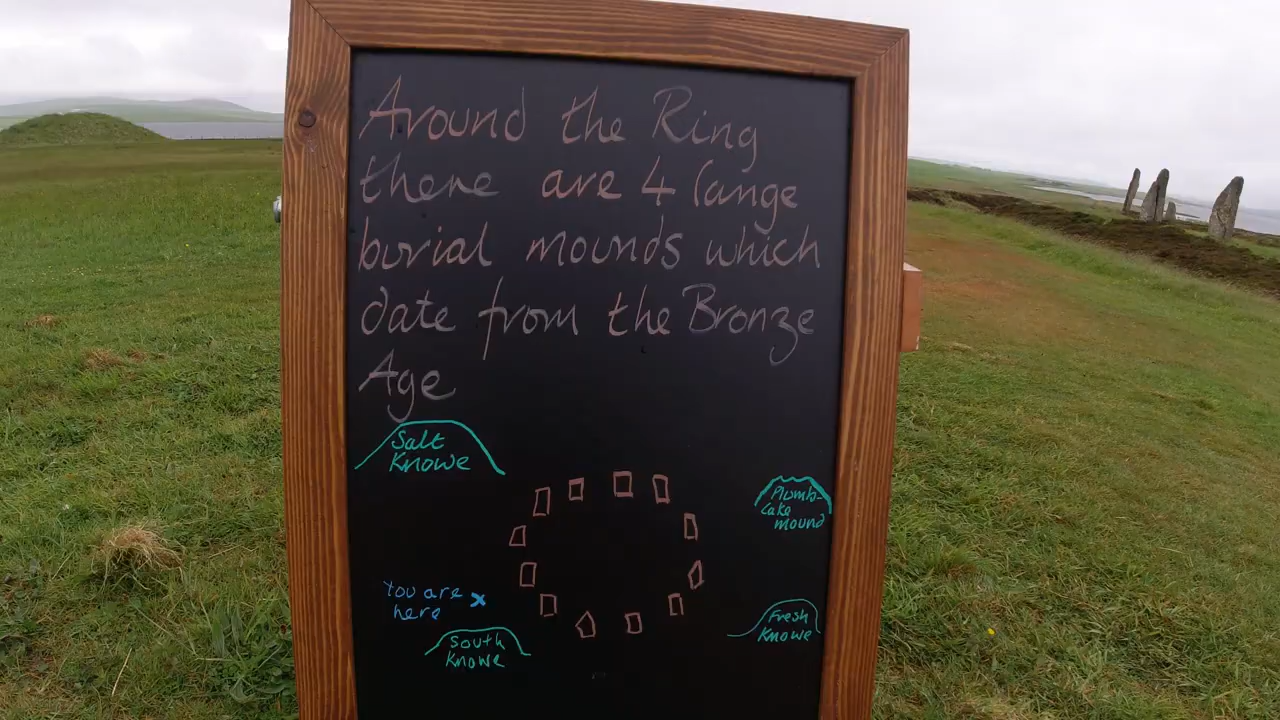 Around the Ring
there are 4 large
burial mounds which
date from the Bronze
Age
Salt
Knowe
Plumb-
Cake
mound
You are
here x
Fresh
Knowe
South
Knowe